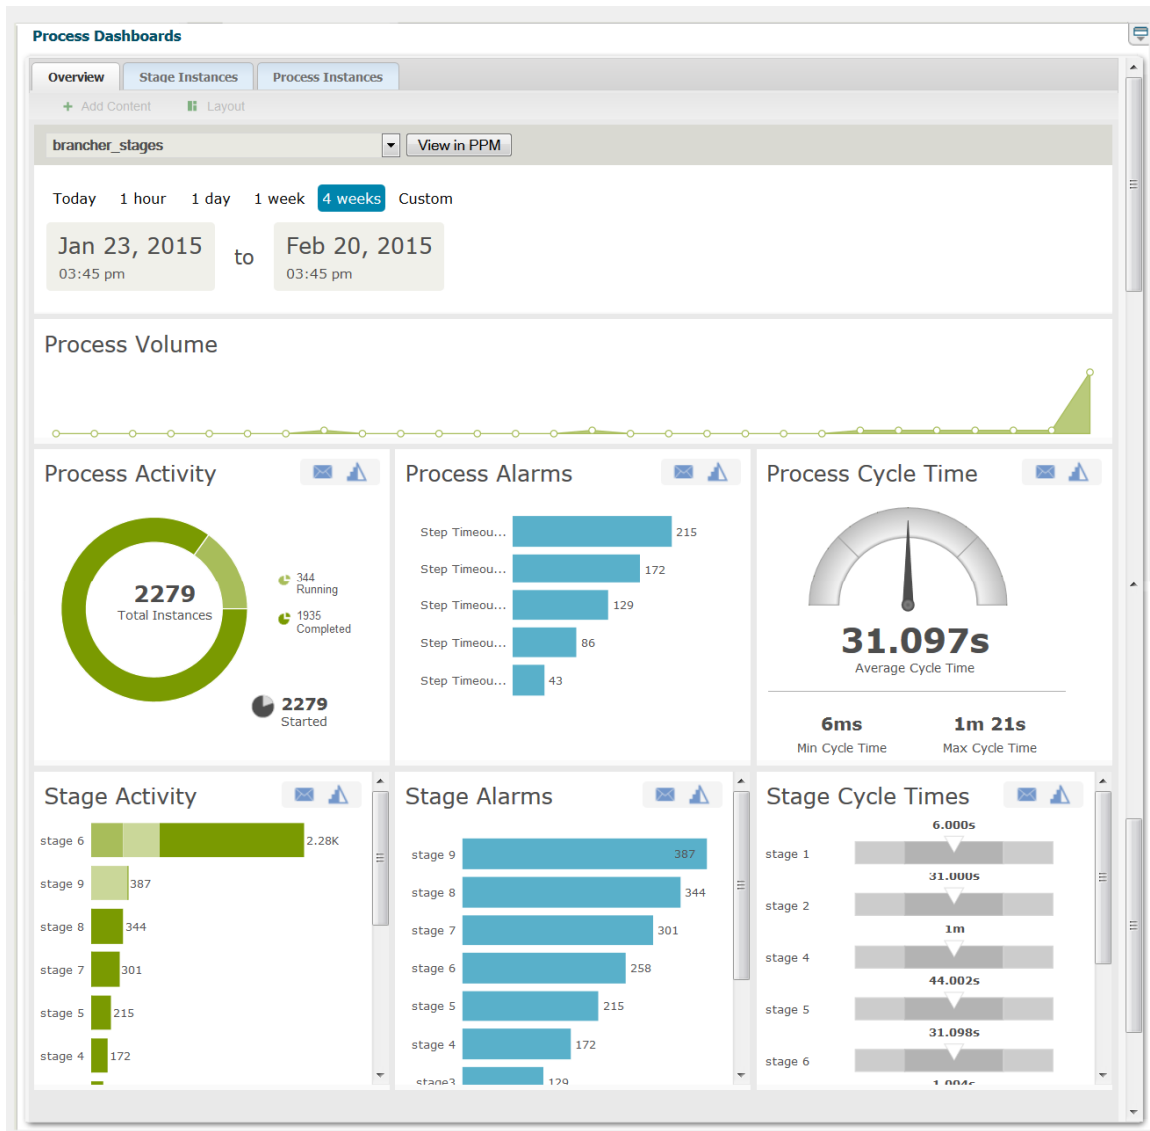 Process Dashboards
Overview
Stage Instances
Process Instances
+ Add Content
Layout
brancher_stages
View in PPM
Today
1 hour
1 day
1 week
4 weeks
Custom
Jan 23, 2015
03:45 pm
to
Feb 20, 2015
03:45 pm
Process Volume
Process Activity
2279
Total Instances
344
Running
1935
Completed
2279
Started
Process Alarms
Step Timeou...
215
Step Timeou...
172
Step Timeou...
129
Step Timeou...
86
Step Timeou...
43
Process Cycle Time
31.097s
Average Cycle Time
6ms
Min Cycle Time
1m 21s
Max Cycle Time
Stage Activity
stage 6
2.28K
stage 9
387
stage 8
344
stage 7
301
stage 5
215
stage 4
172
Stage Alarms
stage 9
387
stage 8
344
stage 7
301
stage 6
258
stage 5
215
stage 4
172
stage3
129
Stage Cycle Times
6.000s
stage 1
31.000s
stage 2
1m
stage 4
44.002s
stage 5
31.098s
stage 6
1.004s